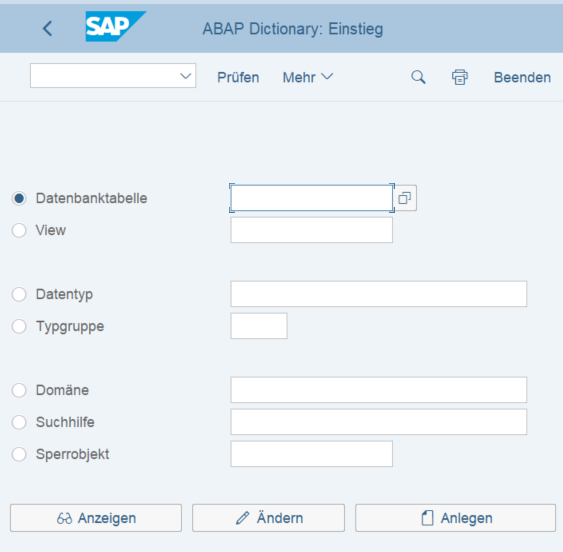 SAP ABAP Dictionary: Einstieg
Prüfen Mehr Beenden
Datenbanktabelle
View
Datentyp
Typgruppe
Domäne
Suchhilfe
Sperrobjekt
Anzeigen Ändern Anlegen